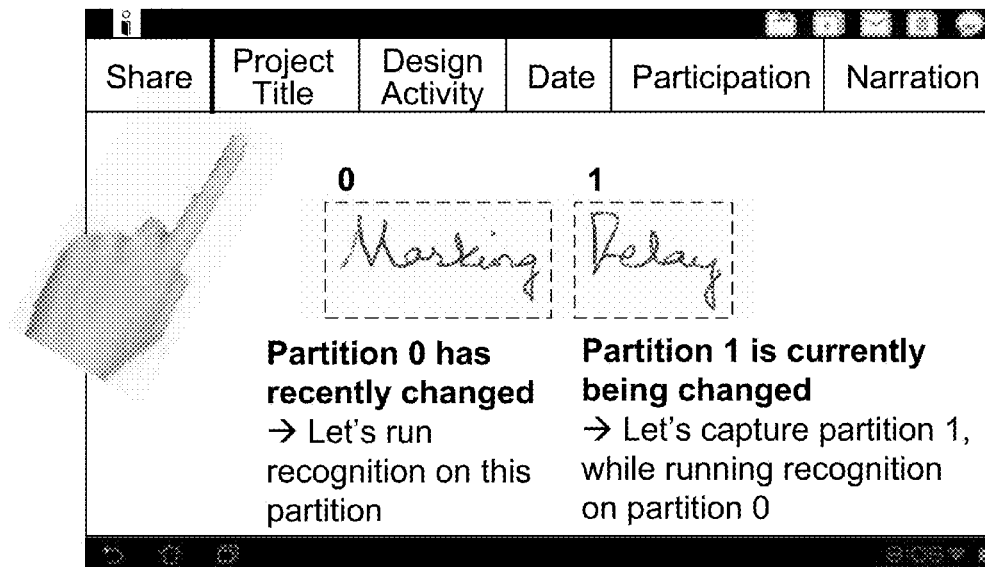 Share
Project Title
Design Activity
Date
Participation
Narration
0
1
Marking
Relay
Partition 0 has
recently changed
→ Let's run
recognition on this
partition
Partition 1 is currently
being changed
→ Let's capture partition 1,
while running recognition
on partition 0